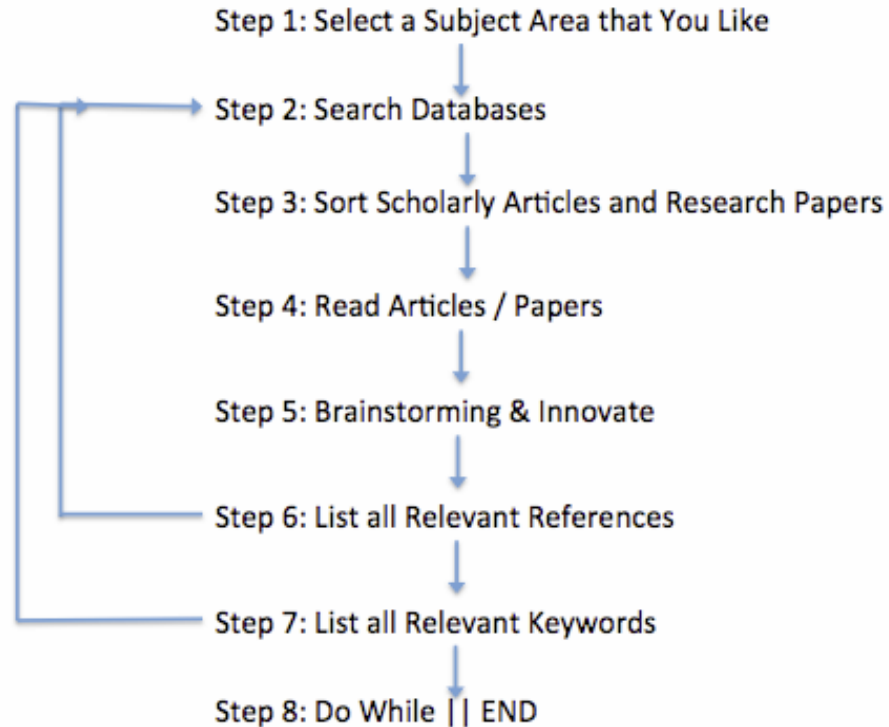 Step 1: Select a Subject Area that You Like
Step 2: Search Databases
Step 3: Sort Scholarly Articles and Research Papers
Step 4: Read Articles / Papers
Step 5: Brainstorming & Innovate
Step 6: List all Relevant References
Step 7: List all Relevant Keywords
Step 8: Do While || END